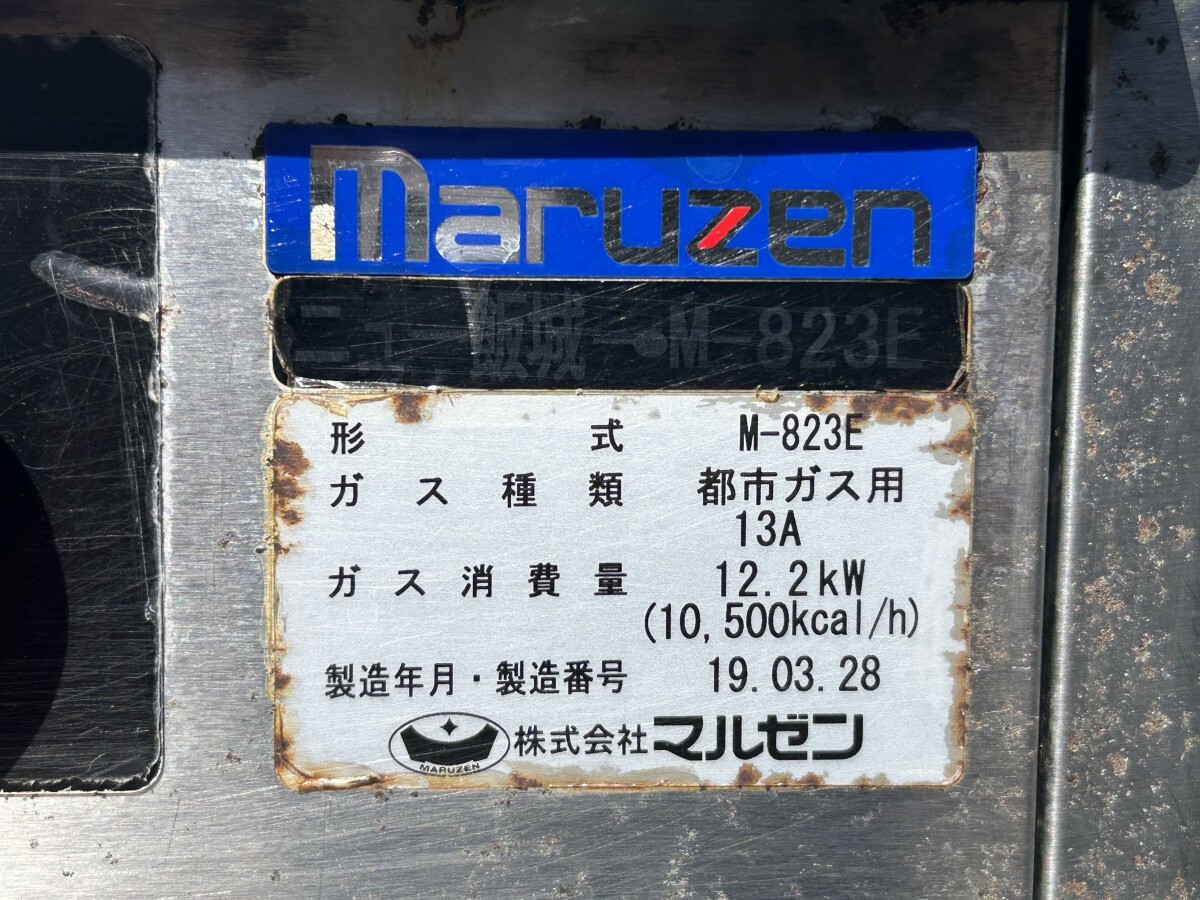 maruzen
ニュー飯城 M-823E
形式 M-823E
ガス種類 都市ガス用
13A
ガス消費量 12.2kW
(10,500kcal/h)
製造年月・製造番号 19.03.28
MARUZEN 株式会社マルゼン